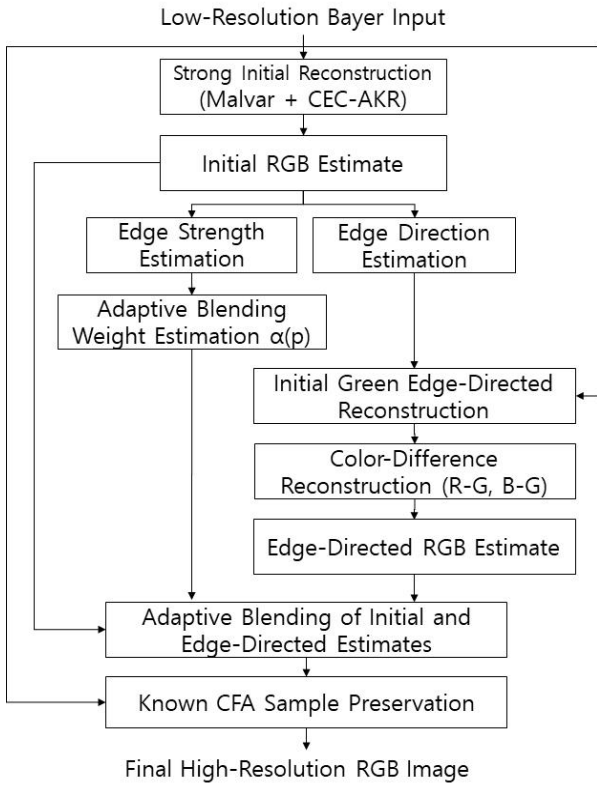 Low-Resolution Bayer Input
Strong Initial Reconstruction
(Malvar + CEC-AKR)
Initial RGB Estimate
Edge Strength
Estimation
Edge Direction
Estimation
Adaptive Blending
Weight Estimation α(p)
Initial Green Edge-Directed
Reconstruction
Color-Difference
Reconstruction (R-G, B-G)
Edge-Directed RGB Estimate
Adaptive Blending of Initial and
Edge-Directed Estimates
Known CFA Sample Preservation
Final High-Resolution RGB Image